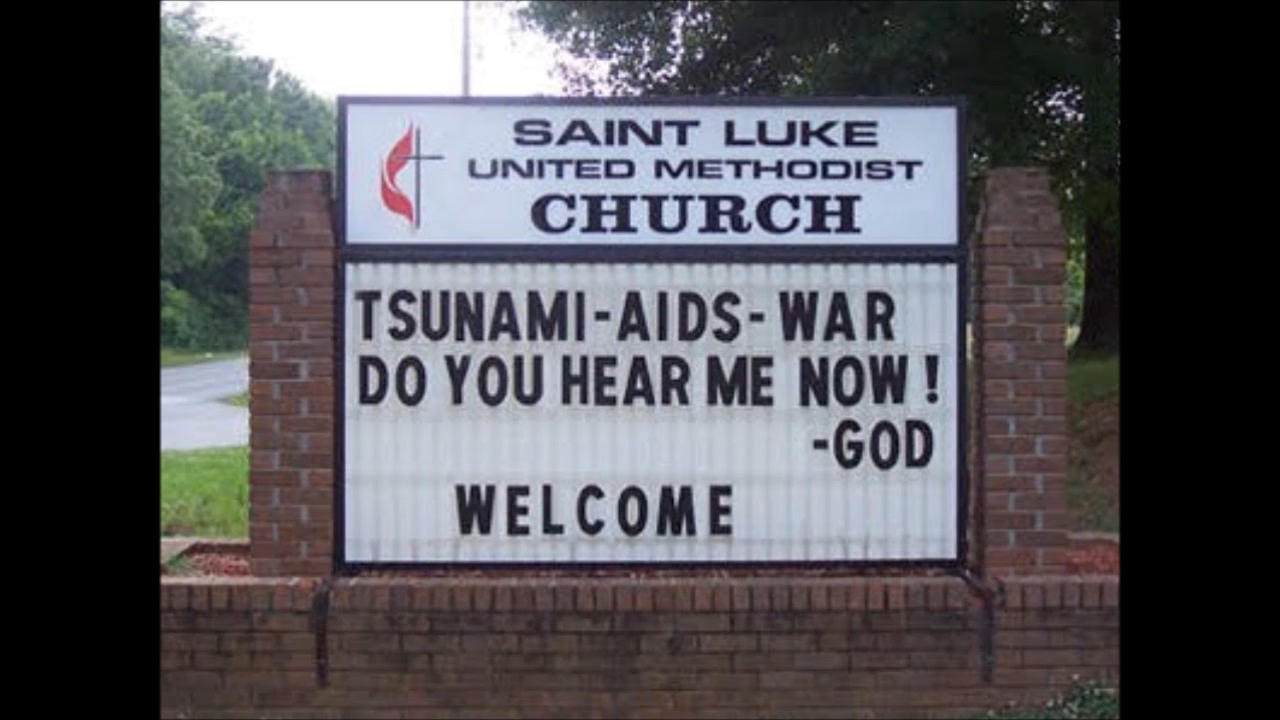 SAINT LUKE
UNITED METHODIST
CHURCH
TSUNAMI-AIDS-WAR
DO YOU HEAR ME NOW!
-GOD
WELCOME